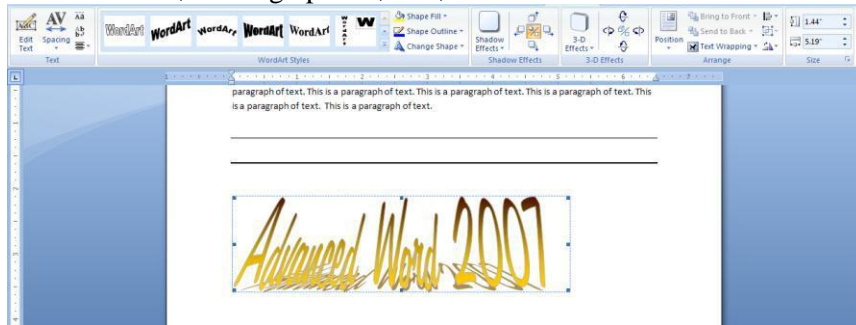 WordArt WordArt WordArt WordArt WordArt
Shape Fill
Shape Outline
Change Shape
Edit Text
Spacing
Aa
Shadow Effects
3-D Effects
Position
Bring to Front
Send to Back
Text Wrapping
1.44"
5.19"
Text
WordArt Styles
Shadow Effects
3-D Effects
Arrange
Size
paragraph of text. This is a paragraph of text. This is a paragraph of text. This is a paragraph of text. This
is a paragraph of text. This is a paragraph of text.
Advanced Word 2007